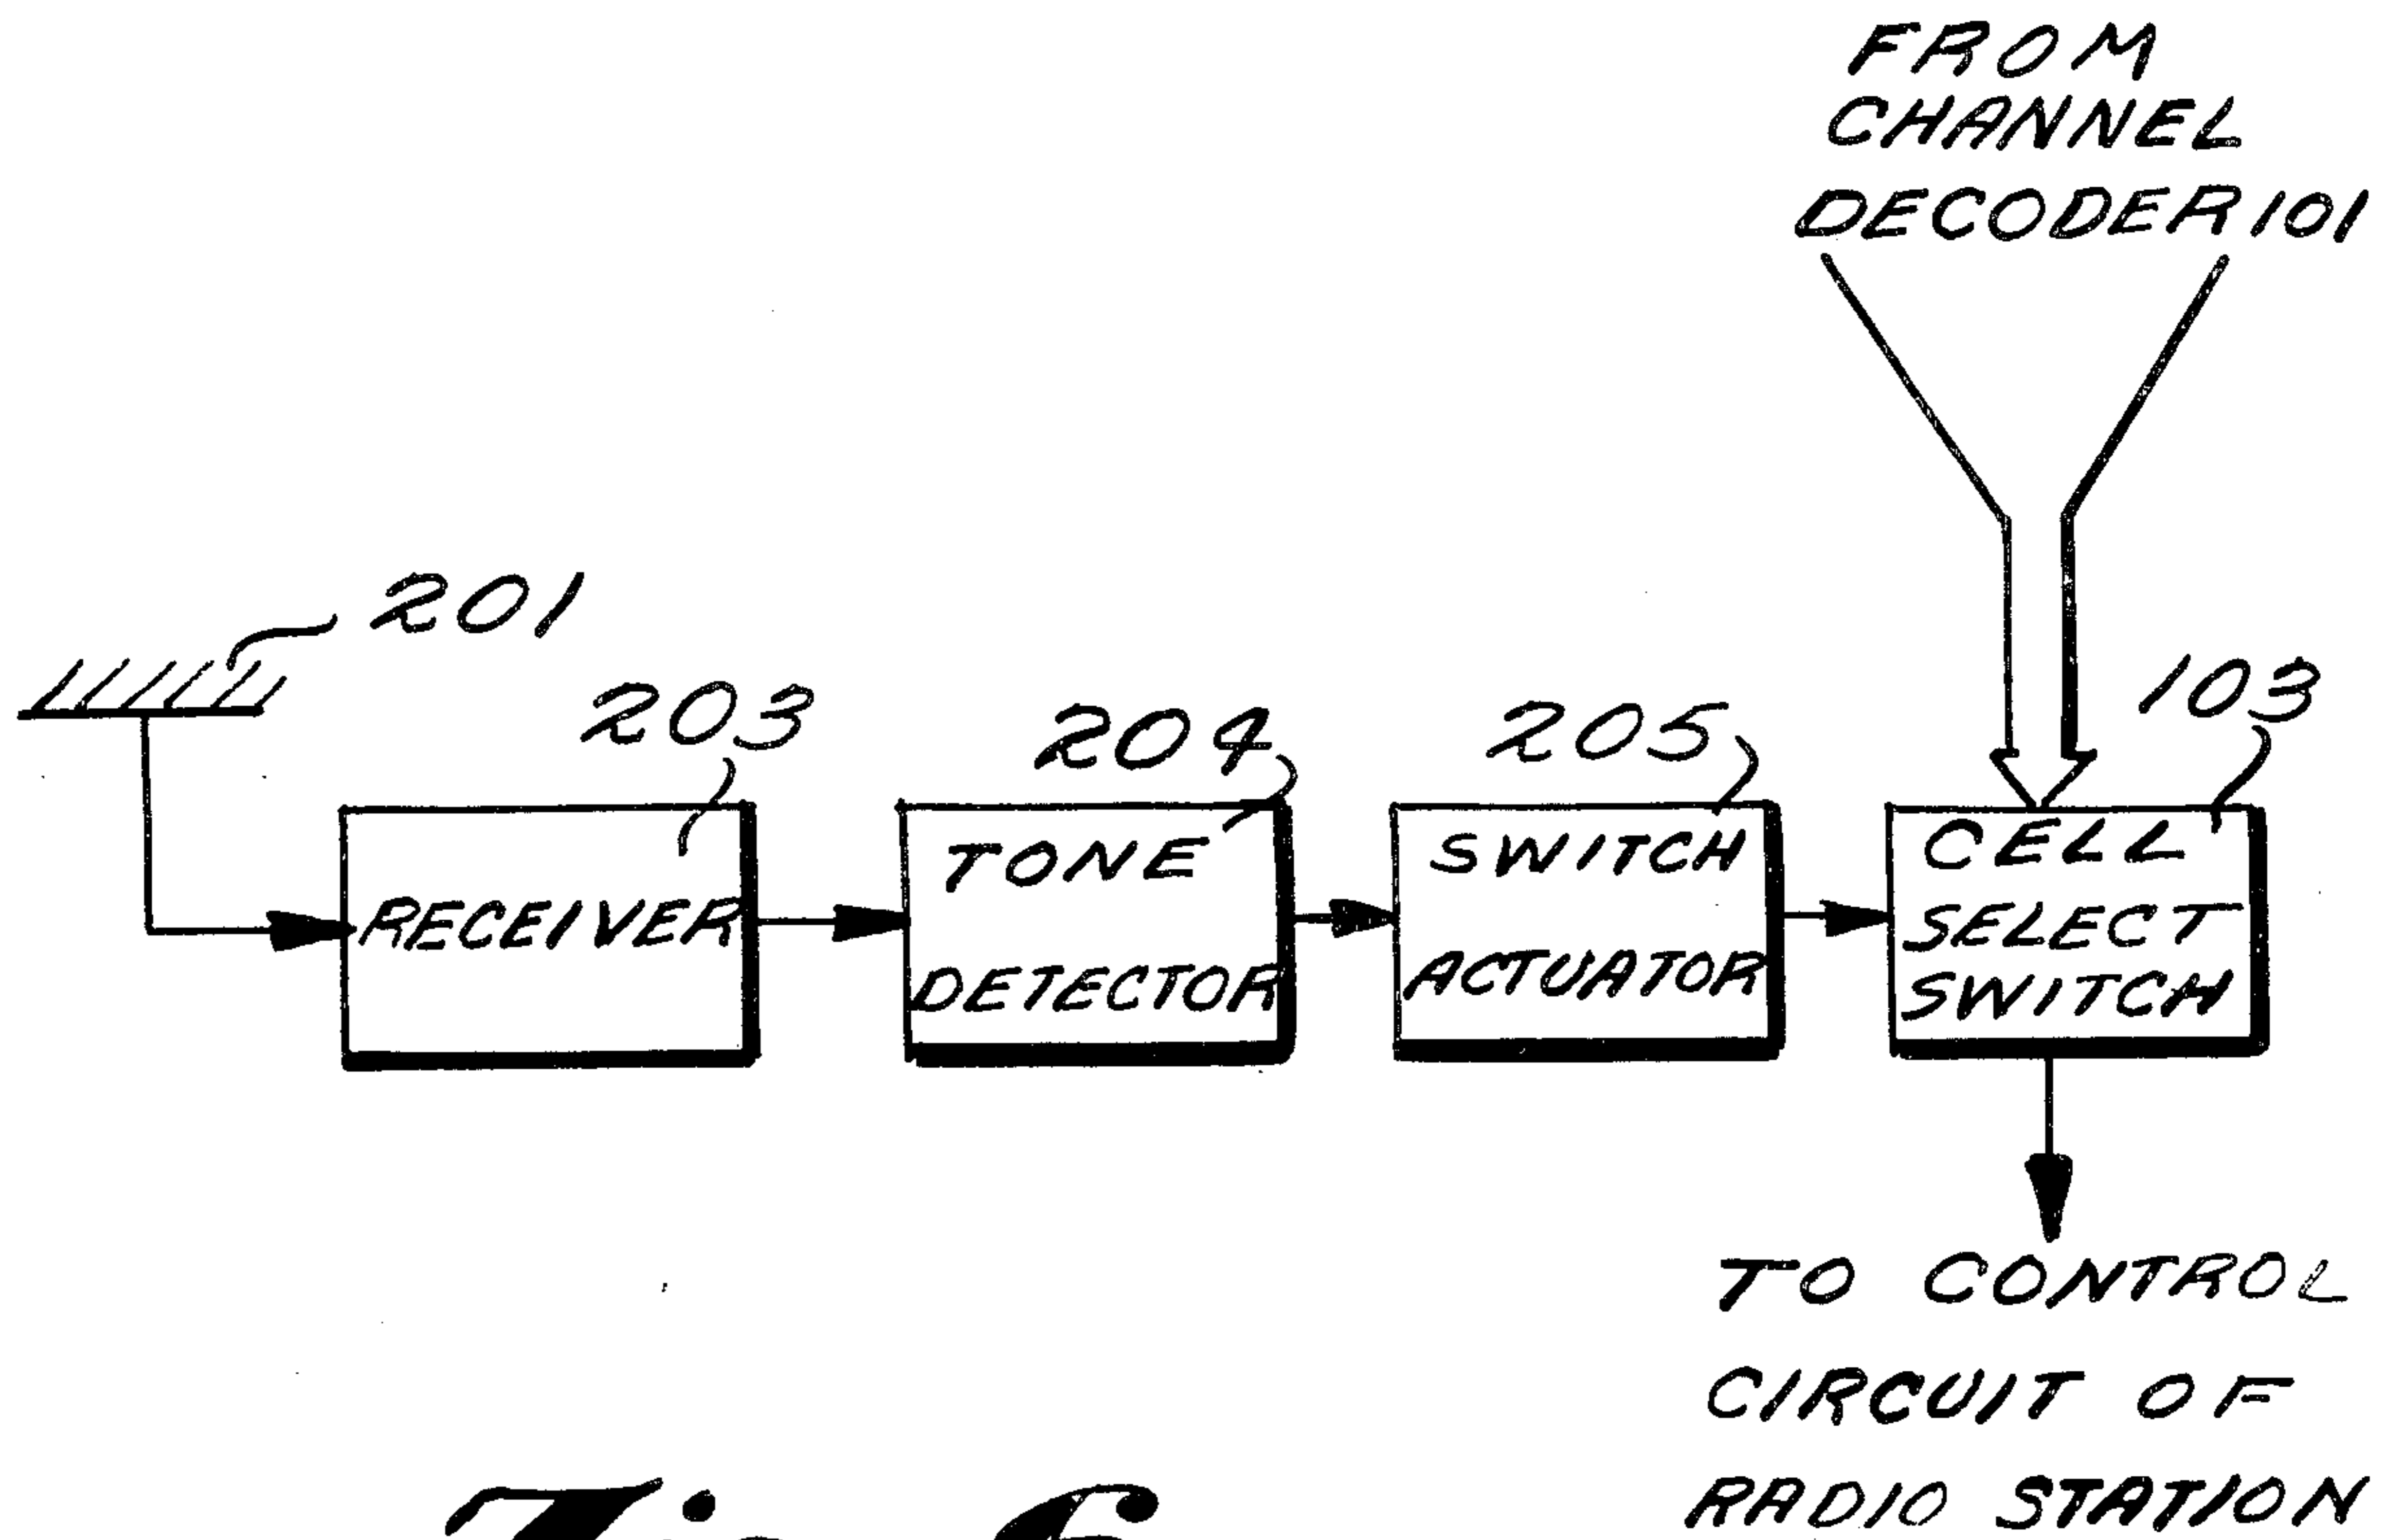 FROM
CHANNEL
DECODER 101
201
203
204
205
103
RECEIVER
TONE
DETECTOR
SWITCH
ACTUATOR
CELL
SELECT
SWITCH
TO CONTROL
CIRCUIT OF
RADIO STATION